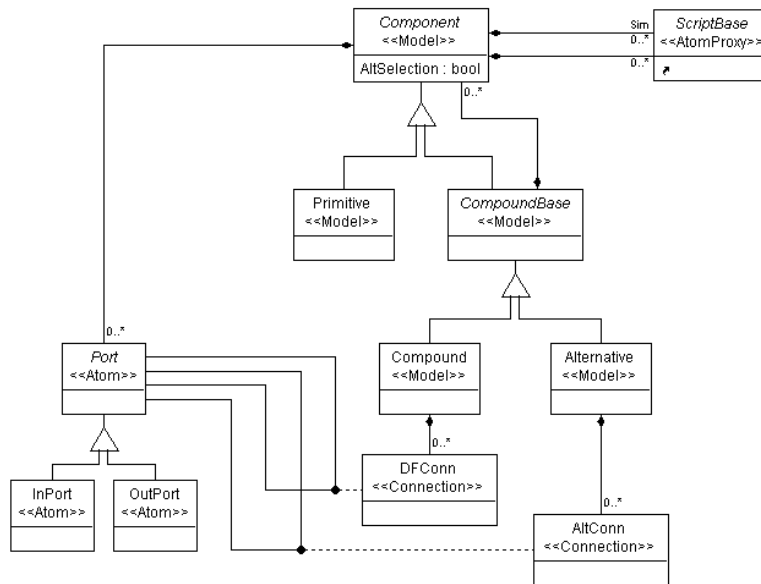 Component
<<Model>>
AltSelection : bool
Sim
0..*
0..*
ScriptBase
<<AtomProxy>>
0..*
Primitive
<<Model>>
CompoundBase
<<Model>>
0..*
Port
<<Atom>>
Compound
<<Model>>
Alternative
<<Model>>
0..*
DFConn
<<Connection>>
InPort
<<Atom>>
OutPort
<<Atom>>
0..*
AltConn
<<Connection>>